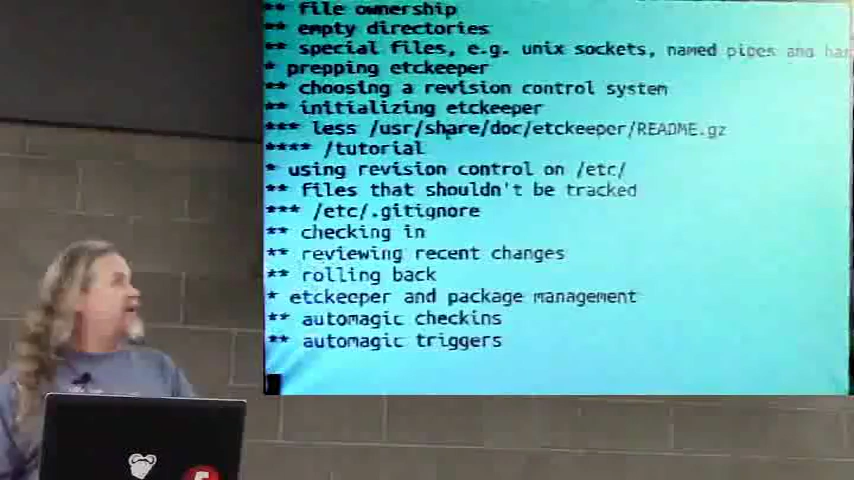 ** file ownership
** empty directories
** special files, e.g. unix sockets, named pipes and har
* prepping etckeeper
** choosing a revision control system
** initializing etckeeper
*** less /usr/share/doc/etckeeper/README.gz
**** /tutorial
* using revision control on /etc/
** files that shouldn't be tracked
*** /etc/.gitignore
** checking in
** reviewing recent changes
** rolling back
* etckeeper and package management
** automagic checkins
** automagic triggers